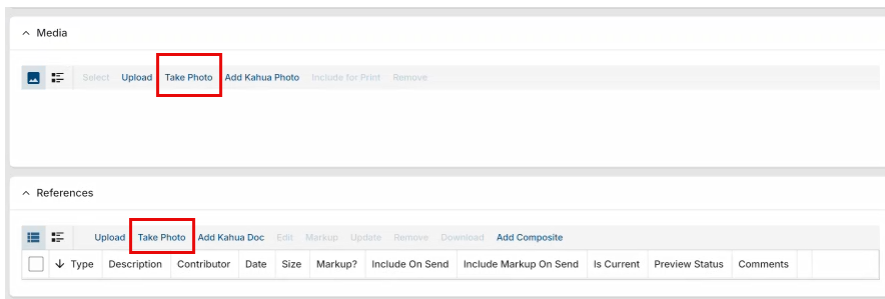 Media
Select Upload Take Photo Add Kahua Photo Include for Print Remove
References
Upload Take Photo Add Kahua Doc Edit Markup Update Remove Download Add Composite
Type Description Contributor Date Size Markup? Include On Send Include Markup On Send Is Current Preview Status Comments